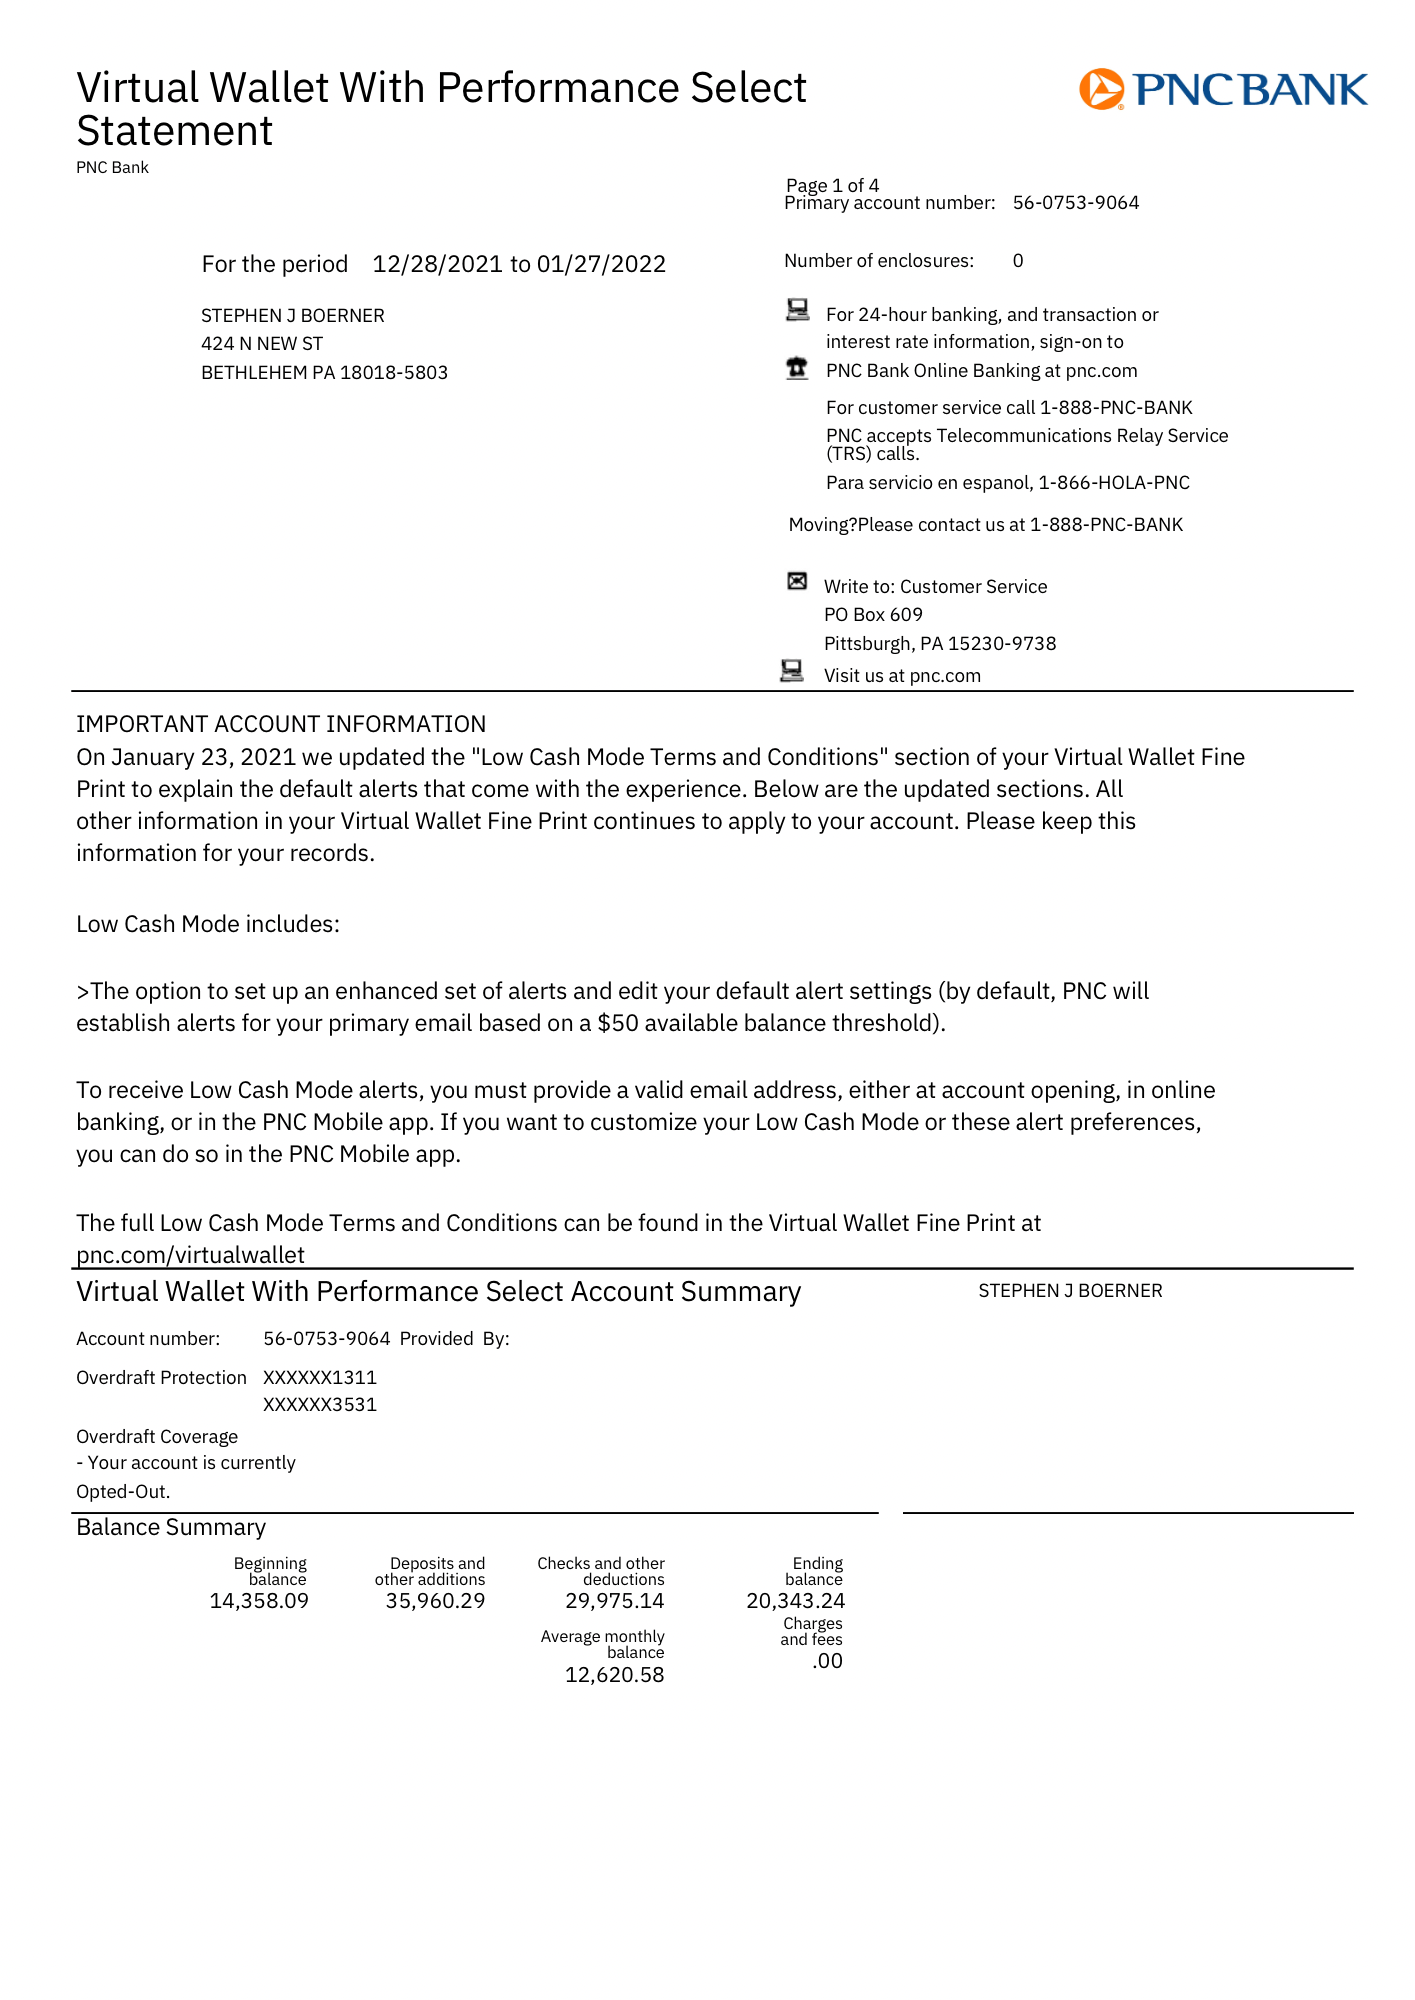 Virtual Wallet With Performance Select
Statement
PNC Bank
PNC BANK
Page 1 of 4
Primary account number: 56-0753-9064
For the period 12/28/2021 to 01/27/2022
Number of enclosures: 0
STEPHEN J BOERNER
424 N NEW ST
BETHLEHEM PA 18018-5803
For 24-hour banking, and transaction or
interest rate information, sign-on to
PNC Bank Online Banking at pnc.com
For customer service call 1-888-PNC-BANK
PNC accepts Telecommunications Relay Service
(TRS) calls.
Para servicio en espanol, 1-866-HOLA-PNC
Moving?Please contact us at 1-888-PNC-BANK
Write to: Customer Service
PO Box 609
Pittsburgh, PA 15230-9738
Visit us at pnc.com
IMPORTANT ACCOUNT INFORMATION
On January 23, 2021 we updated the "Low Cash Mode Terms and Conditions" section of your Virtual Wallet Fine
Print to explain the default alerts that come with the experience. Below are the updated sections. All
other information in your Virtual Wallet Fine Print continues to apply to your account. Please keep this
information for your records.
Low Cash Mode includes:
>The option to set up an enhanced set of alerts and edit your default alert settings (by default, PNC will
establish alerts for your primary email based on a $50 available balance threshold).
To receive Low Cash Mode alerts, you must provide a valid email address, either at account opening, in online
banking, or in the PNC Mobile app. If you want to customize your Low Cash Mode or these alert preferences,
you can do so in the PNC Mobile app.
The full Low Cash Mode Terms and Conditions can be found in the Virtual Wallet Fine Print at
pnc.com/virtualwallet
Virtual Wallet With Performance Select Account Summary
STEPHEN J BOERNER
Account number: 56-0753-9064 Provided By:
Overdraft Protection XXXXXX1311
XXXXXX3531
Overdraft Coverage
- Your account is currently
Opted-Out.
Balance Summary
Beginning Deposits and Checks and other Ending
balance other additions deductions balance
14,358.09 35,960.29 29,975.14 20,343.24
Average monthly Charges
balance and fees
12,620.58 .00